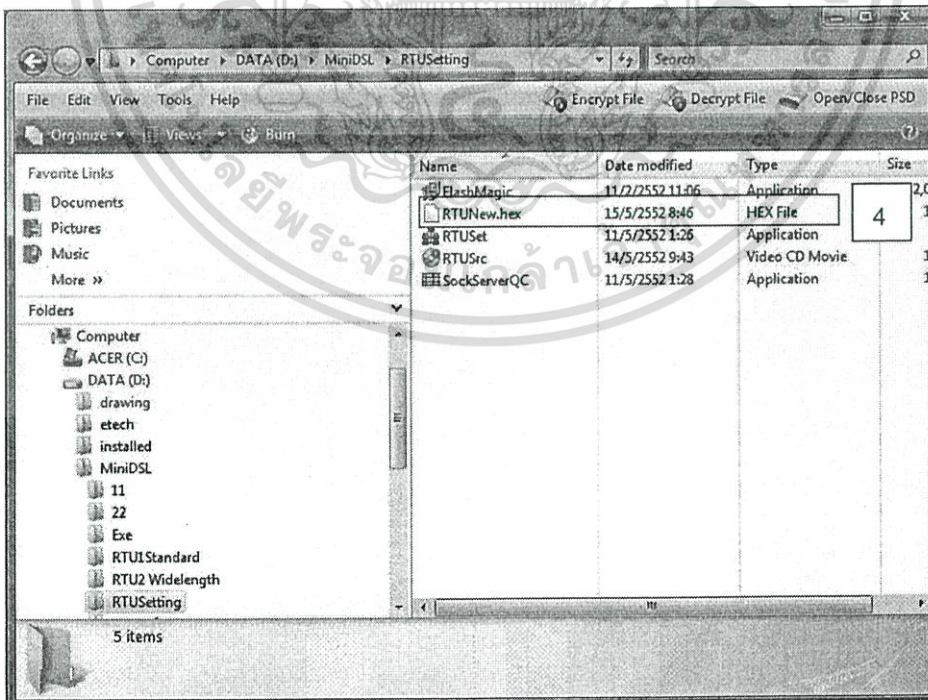 Computer ▸ DATA (D:) ▸ MiniDSL ▸ RTUSetting
Search
File Edit View Tools Help
Encrypt File Decrypt File Open/Close PSD
Organize Views Burn
Favorite Links
Documents
Pictures
Music
More »
Folders
Computer
ACER (C:)
DATA (D:)
drawing
etech
installed
MiniDSL
11
22
Exe
RTU1Standard
RTU2 Widelength
RTUSetting
Name Date modified Type Size
FlashMagic 11/2/2552 11:06 Application
RTUNew.hex 15/5/2552 8:46 HEX File
4
RTUSet 11/5/2552 1:26 Application
RTUSrc 14/5/2552 9:43 Video CD Movie
SockServerQC 11/5/2552 1:28 Application
5 items